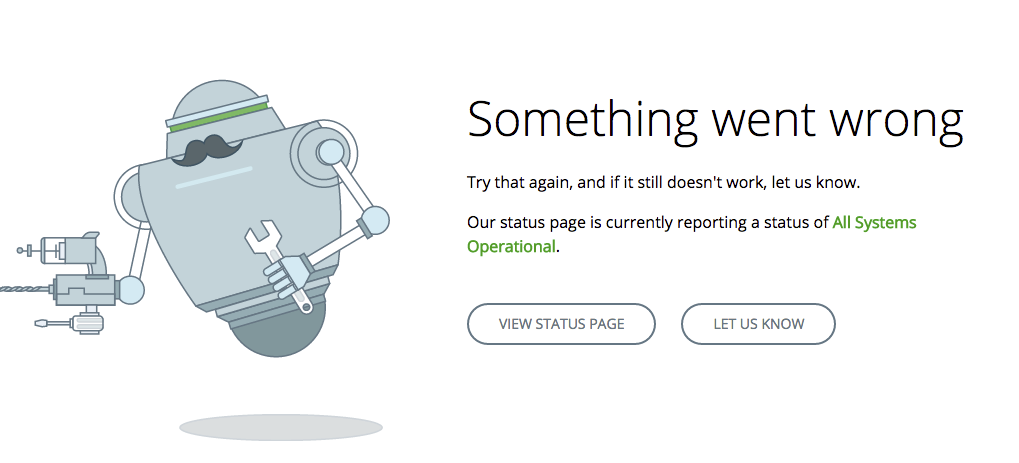 Something went wrong
Try that again, and if it still doesn't work, let us know.
Our status page is currently reporting a status of All Systems
Operational.
VIEW STATUS PAGE
LET US KNOW